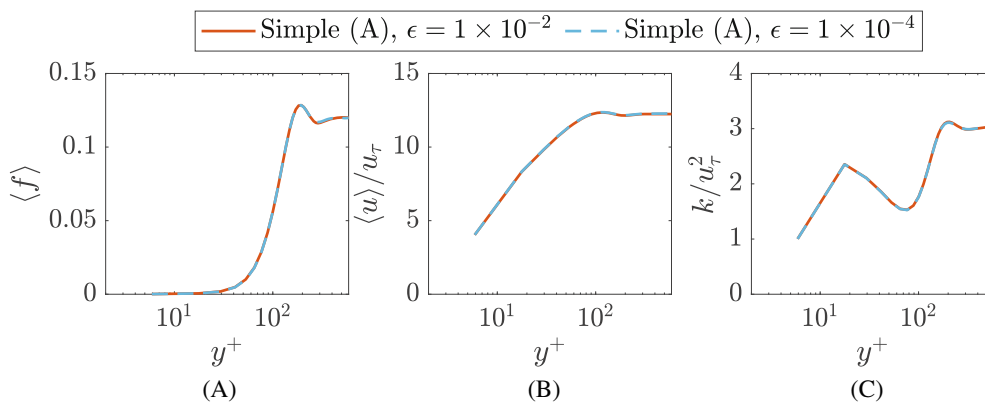 Simple (A), ϵ = 1 × 10⁻² Simple (A), ϵ = 1 × 10⁻⁴
0.15
0.1
0.05
0
⟨f⟩
10¹ 10²
y⁺
(A)
15
10
5
0
⟨u⟩/u_τ
10¹ 10²
y⁺
(B)
4
3
2
1
0
k/u_τ²
10¹ 10²
y⁺
(C)